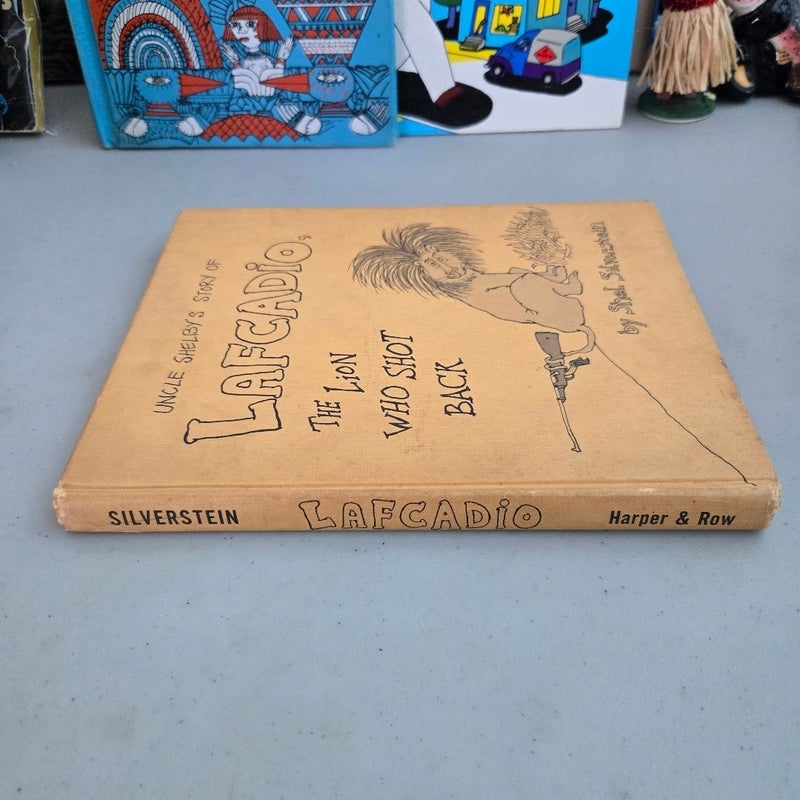 UNCLE SHELBY'S STORY OF
LAFCADIO,
THE LION
WHO SHOT
BACK
by Shel Silverstein
SILVERSTEIN LAFCADIO Harper & Row